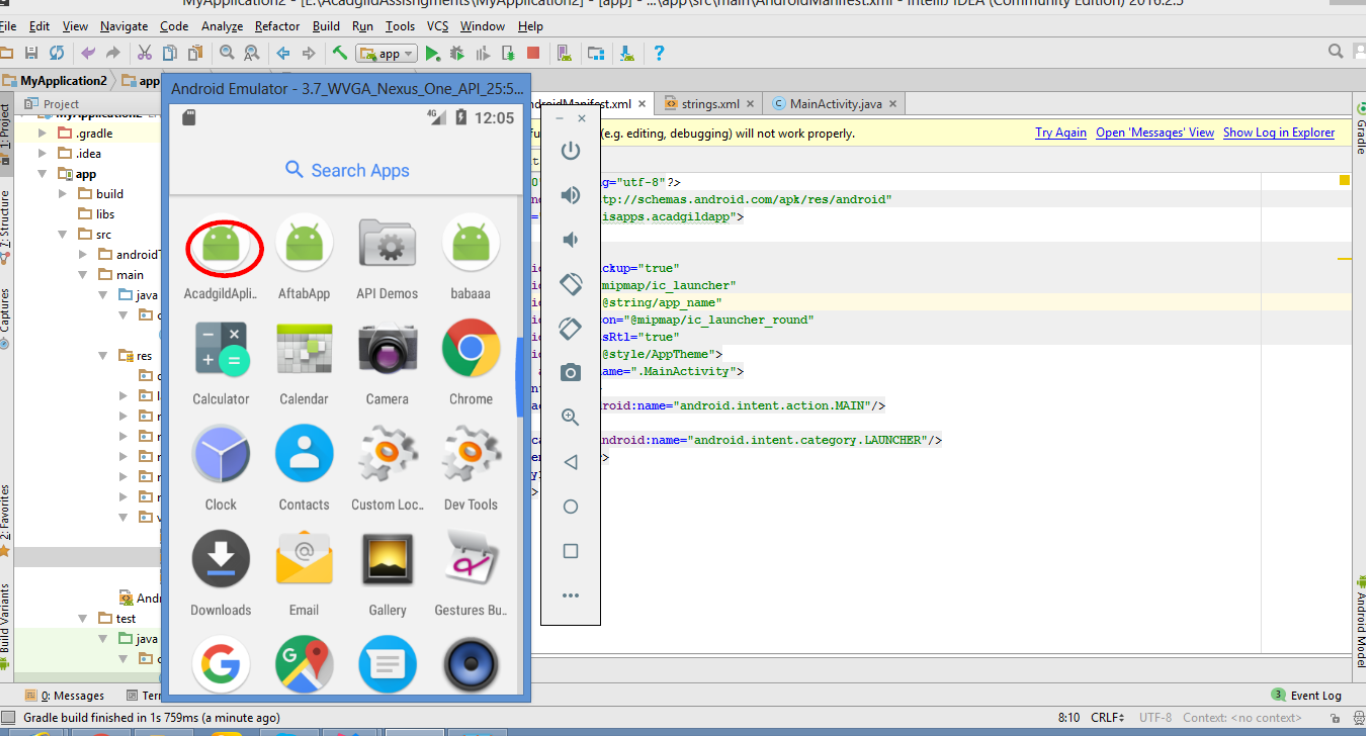 MyApplication2 - [E:\AcadgildAssishgments\MyApplication2] - [app] - ...\app\src\main\AndroidManifest.xml - IntelliJ IDEA (Community Edition) 2016.2.5
File Edit View Navigate Code Analyze Refactor Build Run Tools VCS Window Help
app
MyApplication2 app
Android Emulator - 3.7_WVGA_Nexus_One_API_25:5...
1: Project
Project
AndroidManifest.xml
strings.xml
MainActivity.java
Gradle
4G 12:05
(e.g. editing, debugging) will not work properly.
Try Again Open 'Messages' View Show Log in Explorer
.gradle
.idea
app
build
libs
src
main
java
res
test
java
Search Apps
g="utf-8"?>
tp://schemas.android.com/apk/res/android"
isapps.acadgildapp">
ckup="true"
mipmap/ic_launcher"
@string/app_name"
on="@mipmap/ic_launcher_round"
sRtl="true"
@style/AppTheme">
name=".MainActivity">
roid:name="android.intent.action.MAIN"/>
ndroid:name="android.intent.category.LAUNCHER"/>
>
AcadgildApli.. AftabApp API Demos babaaa
Calculator Calendar Camera Chrome
Clock Contacts Custom Loc.. Dev Tools
Downloads Email Gallery Gestures Bu..
7: Structure
Captures
2: Favorites
Build Variants
Android Model
0: Messages
3 Event Log
Gradle build finished in 1s 759ms (a minute ago)
8:10 CRLF UTF-8 Context: <no context>